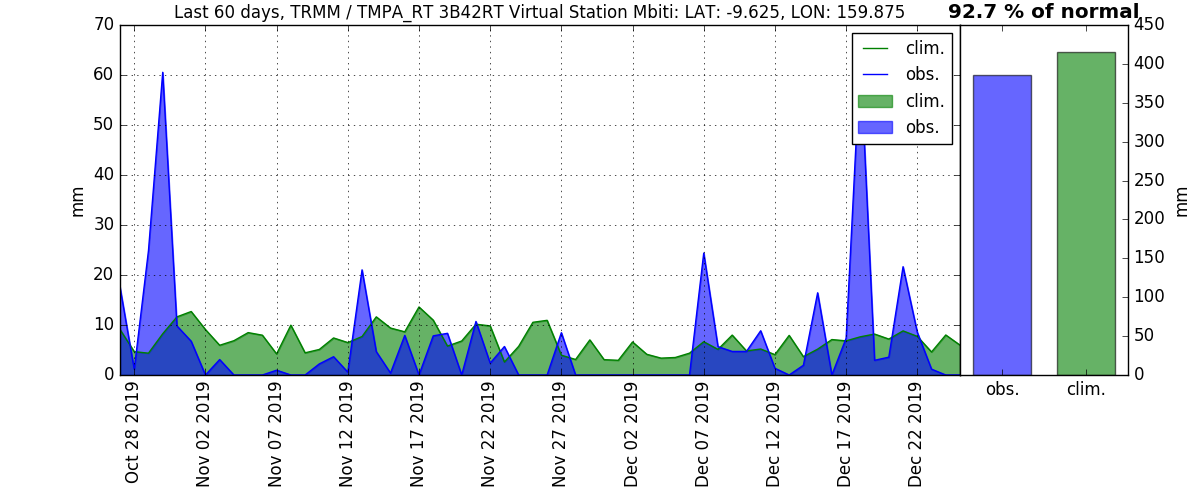 Last 60 days, TRMM / TMPA_RT 3B42RT Virtual Station Mbiti: LAT: -9.625, LON: 159.875
92.7 % of normal
70
60
50
40
30
20
10
0
mm
clim.
obs.
clim.
obs.
450
400
350
300
250
200
150
100
50
0
mm
Oct 28 2019
Nov 02 2019
Nov 07 2019
Nov 12 2019
Nov 17 2019
Nov 22 2019
Nov 27 2019
Dec 02 2019
Dec 07 2019
Dec 12 2019
Dec 17 2019
Dec 22 2019
obs.
clim.